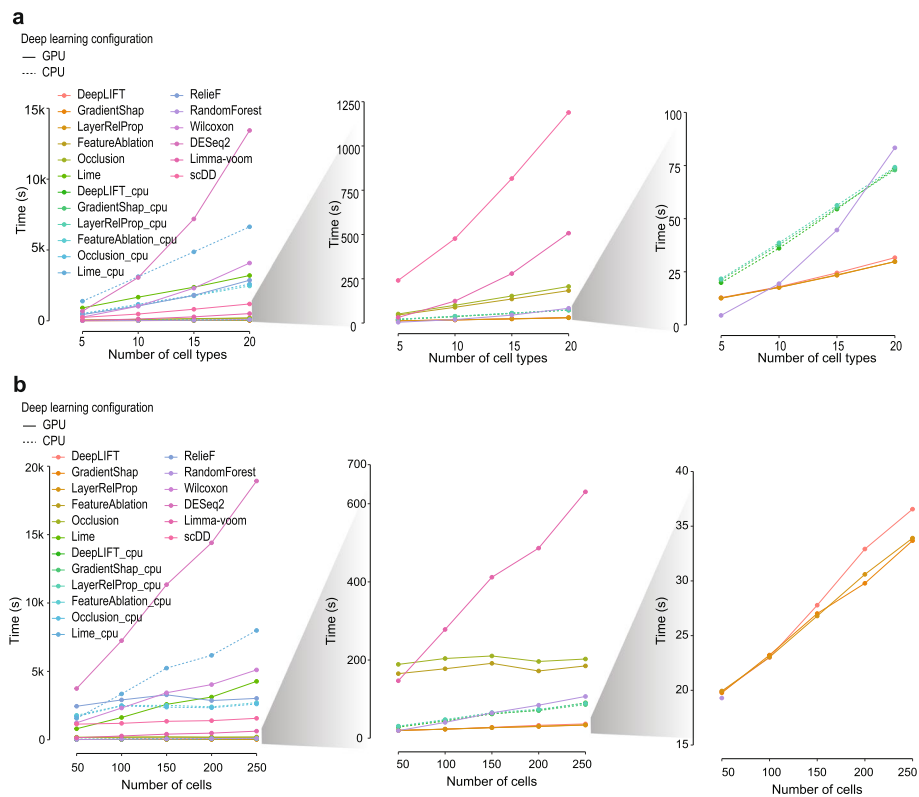 a
Deep learning configuration
GPU
CPU
DeepLIFT
GradientShap
LayerRelProp
FeatureAblation
Occlusion
Lime
DeepLIFT_cpu
GradientShap_cpu
LayerRelProp_cpu
FeatureAblation_cpu
Occlusion_cpu
Lime_cpu
RelieF
RandomForest
Wilcoxon
DESeq2
Limma-voom
scDD
Time (s)
15k
10k
5k
0
5 10 15 20
Number of cell types
Time (s)
1250
750
500
250
0
5 10 15 20
Number of cell types
Time (s)
100
75
50
25
0
5 10 15 20
Number of cell types
b
Deep learning configuration
GPU
CPU
DeepLIFT
GradientShap
LayerRelProp
FeatureAblation
Occlusion
Lime
DeepLIFT_cpu
GradientShap_cpu
LayerRelProp_cpu
FeatureAblation_cpu
Occlusion_cpu
Lime_cpu
RelieF
RandomForest
Wilcoxon
DESeq2
Limma-voom
scDD
Time (s)
20k
15k
10k
5k
0
50 100 150 200 250
Number of cells
Time (s)
700
400
200
0
50 100 150 200 250
Number of cells
Time (s)
40
35
30
25
20
15
50 100 150 200 250
Number of cells